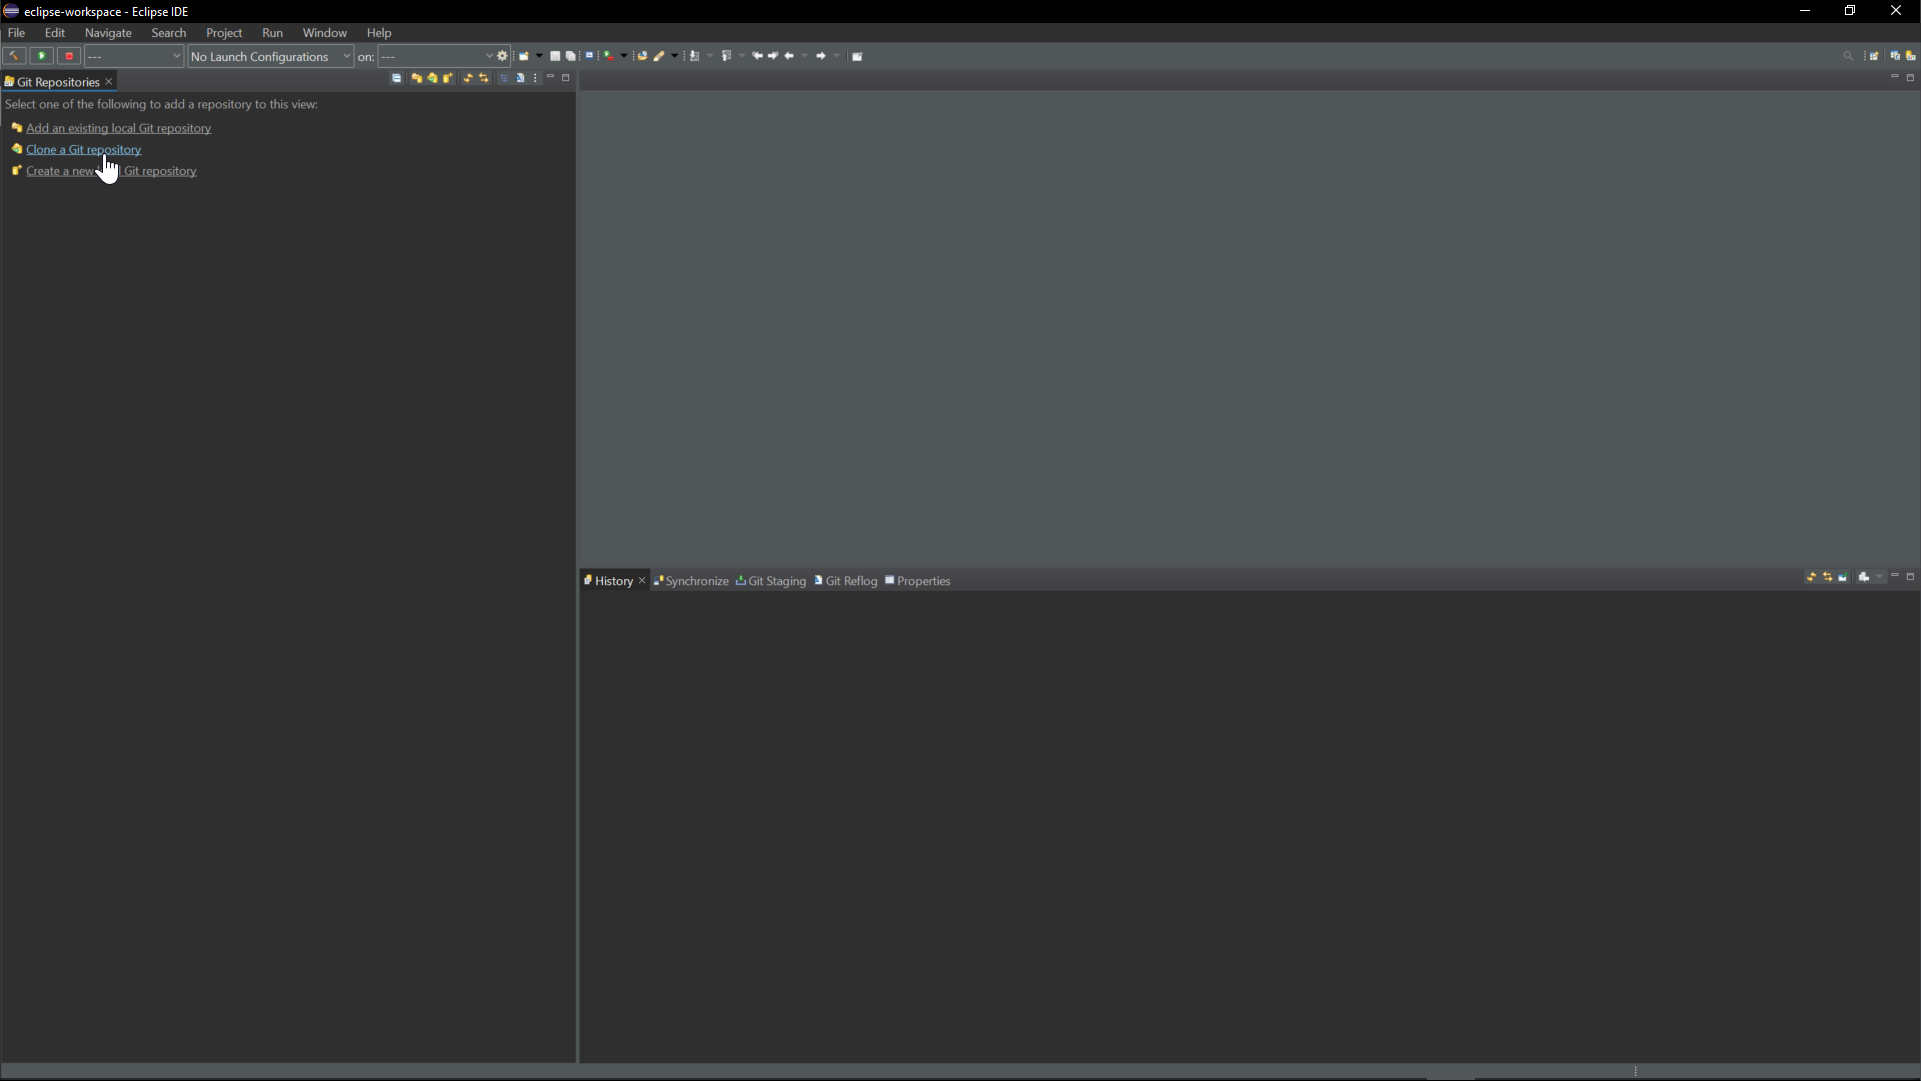 eclipse-workspace - Eclipse IDE
File Edit Navigate Search Project Run Window Help
--- No Launch Configurations on: ---
Git Repositories
Select one of the following to add a repository to this view:
Add an existing local Git repository
Clone a Git repository
Create a new Git repository
History Synchronize Git Staging Git Reflog Properties